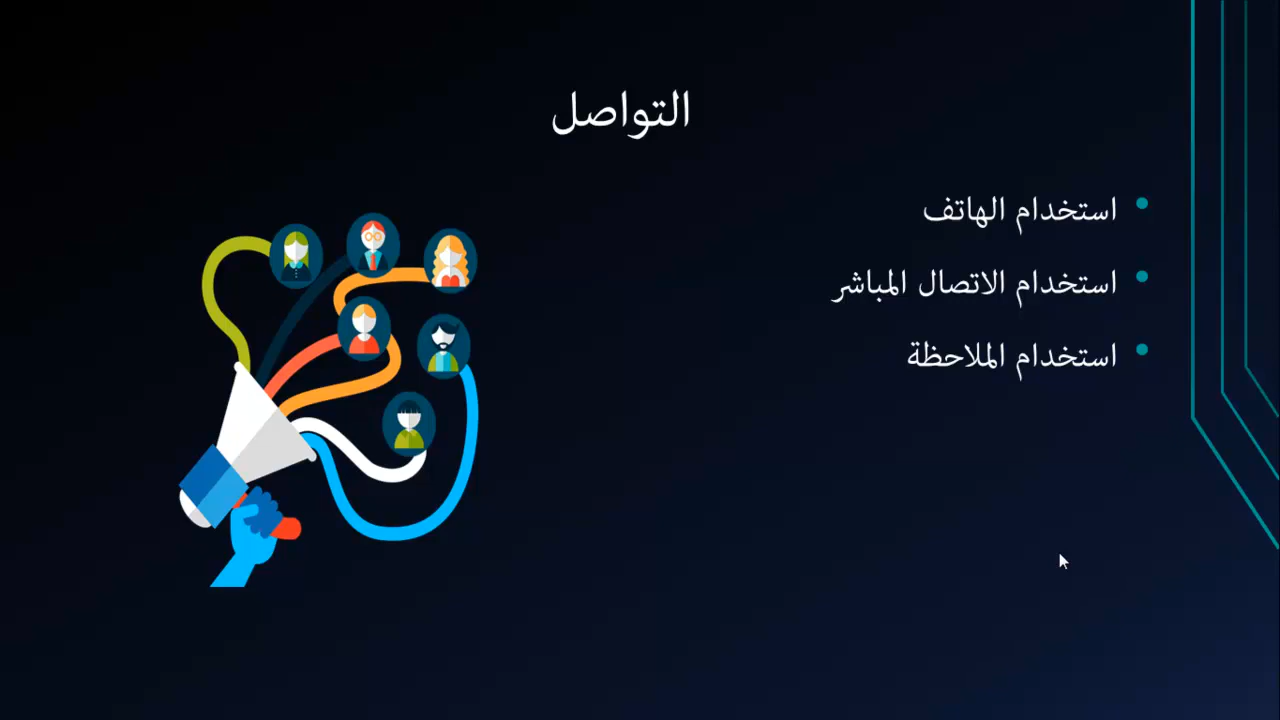 التواصل
استخدام الهاتف
استخدام الاتصال المباشر
استخدام الملاحظة